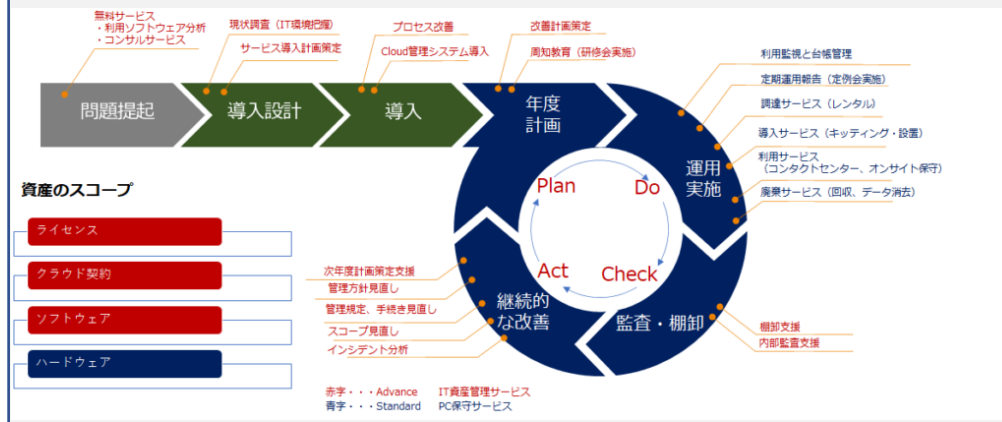 無料サービス
・利用ソフトウェア分析
・コンサルサービス
現状調査（IT環境把握）
サービス導入計画策定
プロセス改善
Cloud管理システム導入
改善計画策定
周知教育（研修会実施）
問題提起
導入設計
導入
年度
計画
利用監視と台帳管理
定期運用報告（定例会実施）
調達サービス（レンタル）
導入サービス（キッティング・設置）
利用サービス
（コンタクトセンター、オンサイト保守）
廃棄サービス（回収、データ消去）
運用
実施
Plan
Do
Act
Check
資産のスコープ
ライセンス
クラウド契約
ソフトウェア
ハードウェア
次年度計画策定支援
管理方針見直し
管理規定、手続き見直し
スコープ見直し
インシデント分析
継続的
な改善
監査・棚卸
棚卸支援
内部監査支援
赤字・・・Advance IT資産管理サービス
青字・・・Standard PC保守サービス